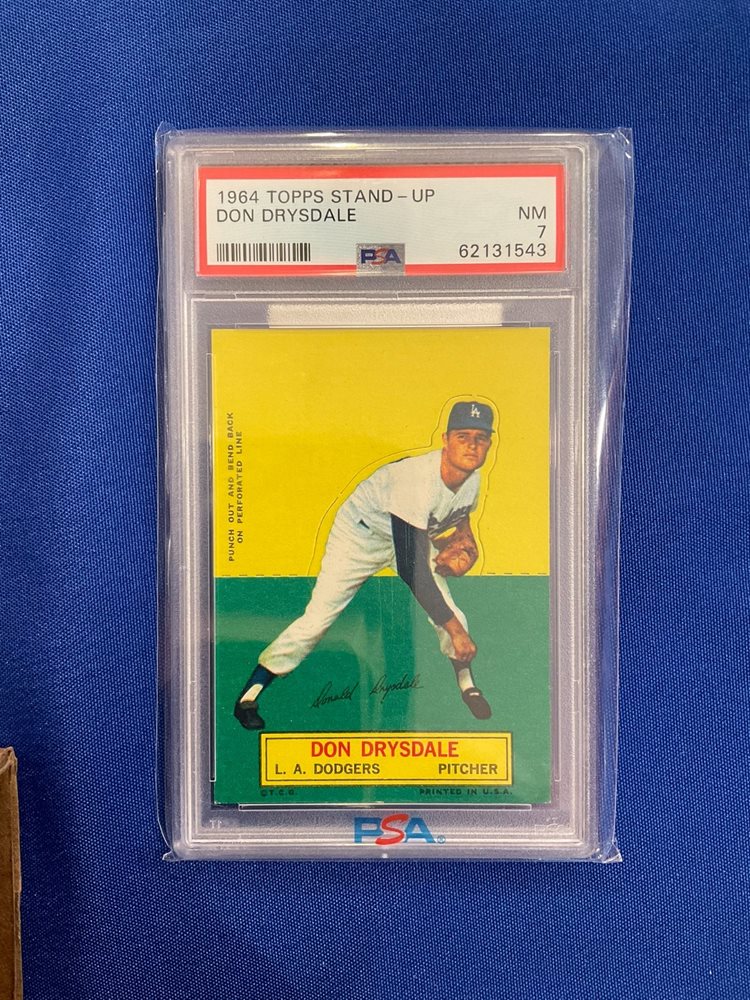 1964 TOPPS STAND-UP
DON DRYSDALE
NM
7
PSA
62131543
PUNCH OUT AND BEND BACK
ON PERFORATED LINE
LA
Donald Drysdale
DON DRYSDALE
L. A. DODGERS PITCHER
©T.C.G. PRINTED IN U.S.A.
PSA®